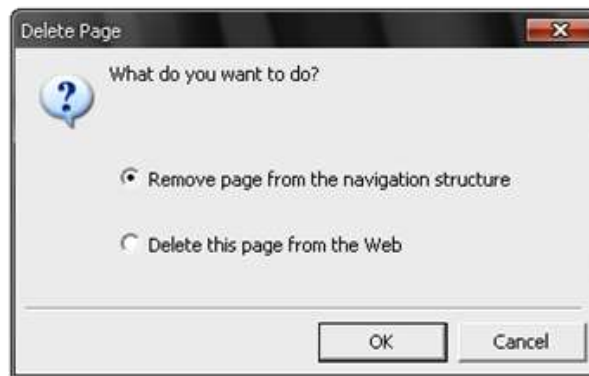 Delete Page
What do you want to do?
Remove page from the navigation structure
Delete this page from the Web
OK
Cancel